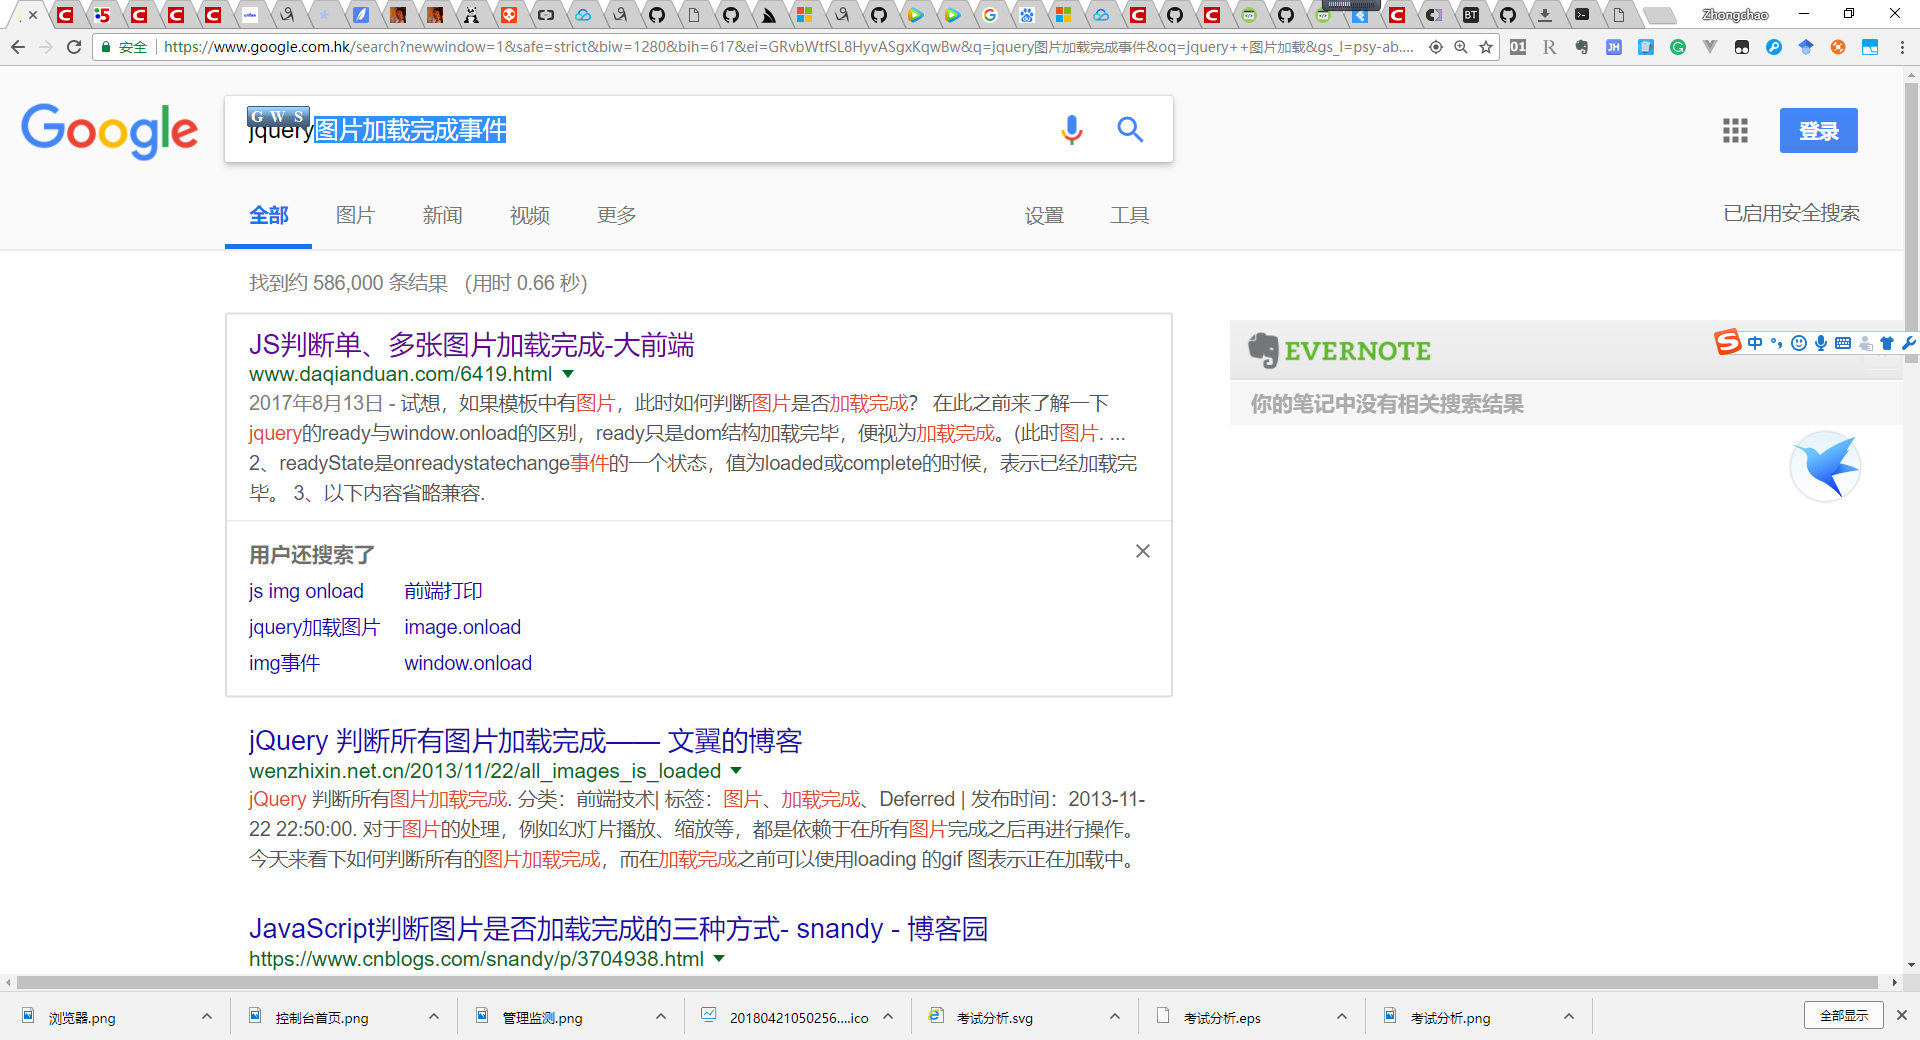 Zhongchao
安全 https://www.google.com.hk/search?newwindow=1&safe=strict&biw=1280&bih=617&ei=GRvbWtfSL8HyvASgxKqwBw&q=jquery图片加载完成事件&oq=jquery++图片加载&gs_l=psy-ab....
Google
G W S
jquery图片加载完成事件
登录
全部 图片 新闻 视频 更多 设置 工具 已启用安全搜索
找到约 586,000 条结果 (用时 0.66 秒)
JS判断单、多张图片加载完成-大前端
www.daqianduan.com/6419.html
2017年8月13日 - 试想，如果模板中有图片，此时如何判断图片是否加载完成？ 在此之前来了解一下
jquery的ready与window.onload的区别，ready只是dom结构加载完毕，便视为加载完成。(此时图片. ...
2、readyState是onreadystatechange事件的一个状态，值为loaded或complete的时候，表示已经加载完
毕。 3、以下内容省略兼容.
EVERNOTE
中
你的笔记中没有相关搜索结果
用户还搜索了
js img onload 前端打印
jquery加载图片 image.onload
img事件 window.onload
jQuery 判断所有图片加载完成—— 文翼的博客
wenzhixin.net.cn/2013/11/22/all_images_is_loaded
jQuery 判断所有图片加载完成. 分类：前端技术| 标签：图片、加载完成、Deferred | 发布时间：2013-11-
22 22:50:00. 对于图片的处理，例如幻灯片播放、缩放等，都是依赖于在所有图片完成之后再进行操作。
今天来看下如何判断所有的图片加载完成，而在加载完成之前可以使用loading 的gif 图表示正在加载中。
JavaScript判断图片是否加载完成的三种方式- snandy - 博客园
https://www.cnblogs.com/snandy/p/3704938.html
浏览器.png 控制台首页.png 管理监测.png 20180421050256....ico 考试分析.svg 考试分析.eps 考试分析.png 全部显示